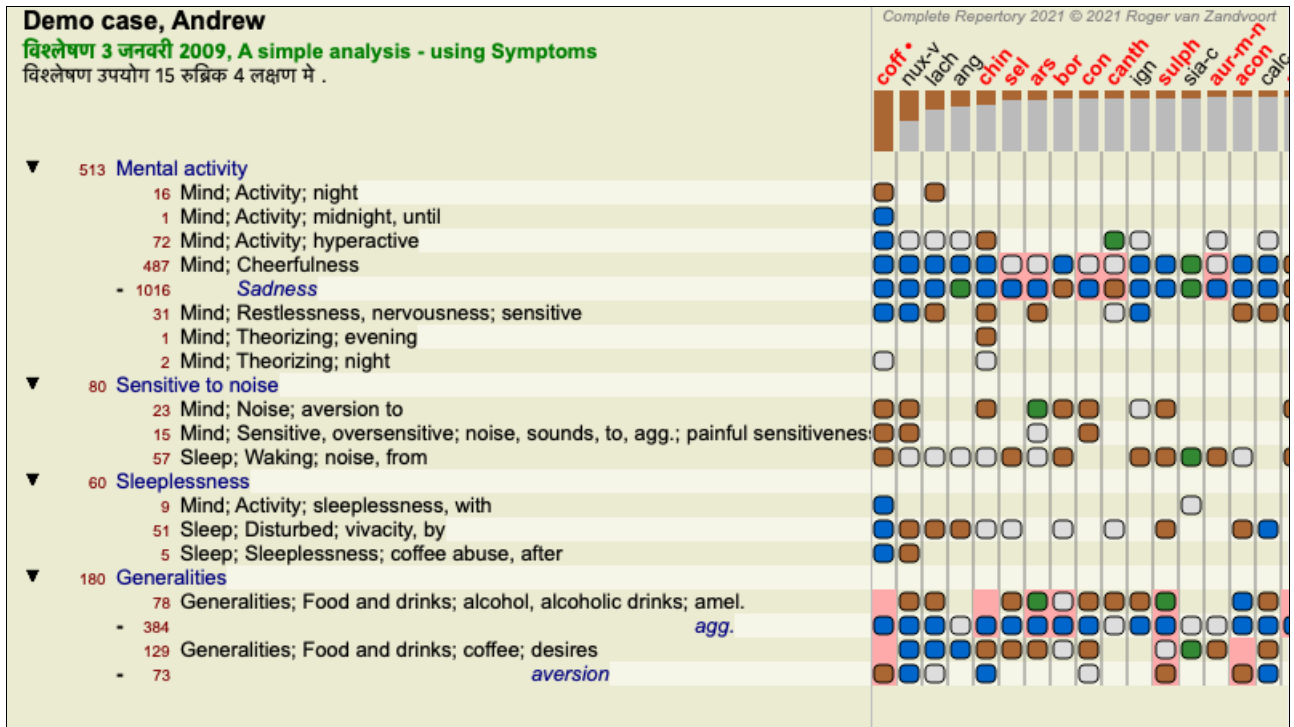 Demo case, Andrew
Complete Repertory 2021 © 2021 Roger van Zandvoort
विश्लेषण 3 जनवरी 2009, A simple analysis - using Symptoms
विश्लेषण उपयोग 15 रुब्रिक 4 लक्षण मे .
coff • nux-v lach ang chin sel ars bor con canth ign sulph sia-c aur-m-n acon calc
▼ 513 Mental activity
16 Mind; Activity; night
1 Mind; Activity; midnight, until
72 Mind; Activity; hyperactive
487 Mind; Cheerfulness
- 1016 Sadness
31 Mind; Restlessness, nervousness; sensitive
1 Mind; Theorizing; evening
2 Mind; Theorizing; night
▼ 80 Sensitive to noise
23 Mind; Noise; aversion to
15 Mind; Sensitive, oversensitive; noise, sounds, to, agg.; painful sensitiveness
57 Sleep; Waking; noise, from
▼ 60 Sleeplessness
9 Mind; Activity; sleeplessness, with
51 Sleep; Disturbed; vivacity, by
5 Sleep; Sleeplessness; coffee abuse, after
▼ 180 Generalities
78 Generalities; Food and drinks; alcohol, alcoholic drinks; amel.
- 384 agg.
129 Generalities; Food and drinks; coffee; desires
- 73 aversion